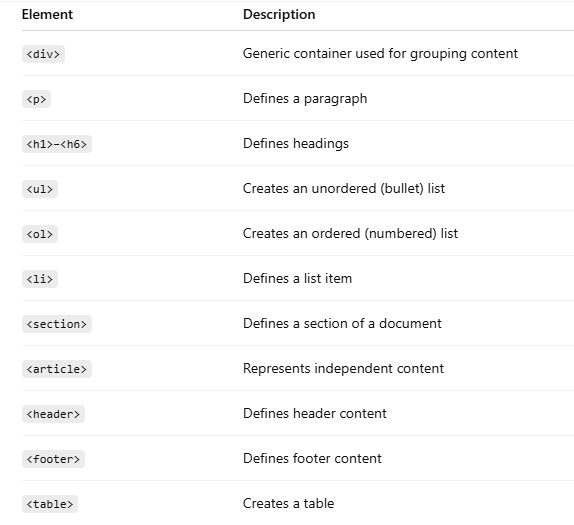 Element Description
<div> Generic container used for grouping content
<p> Defines a paragraph
<h1>–<h6> Defines headings
<ul> Creates an unordered (bullet) list
<ol> Creates an ordered (numbered) list
<li> Defines a list item
<section> Defines a section of a document
<article> Represents independent content
<header> Defines header content
<footer> Defines footer content
<table> Creates a table